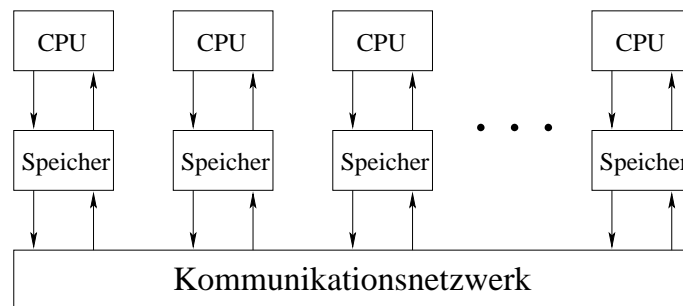 CPU CPU CPU CPU
Speicher Speicher Speicher Speicher
Kommunikationsnetzwerk